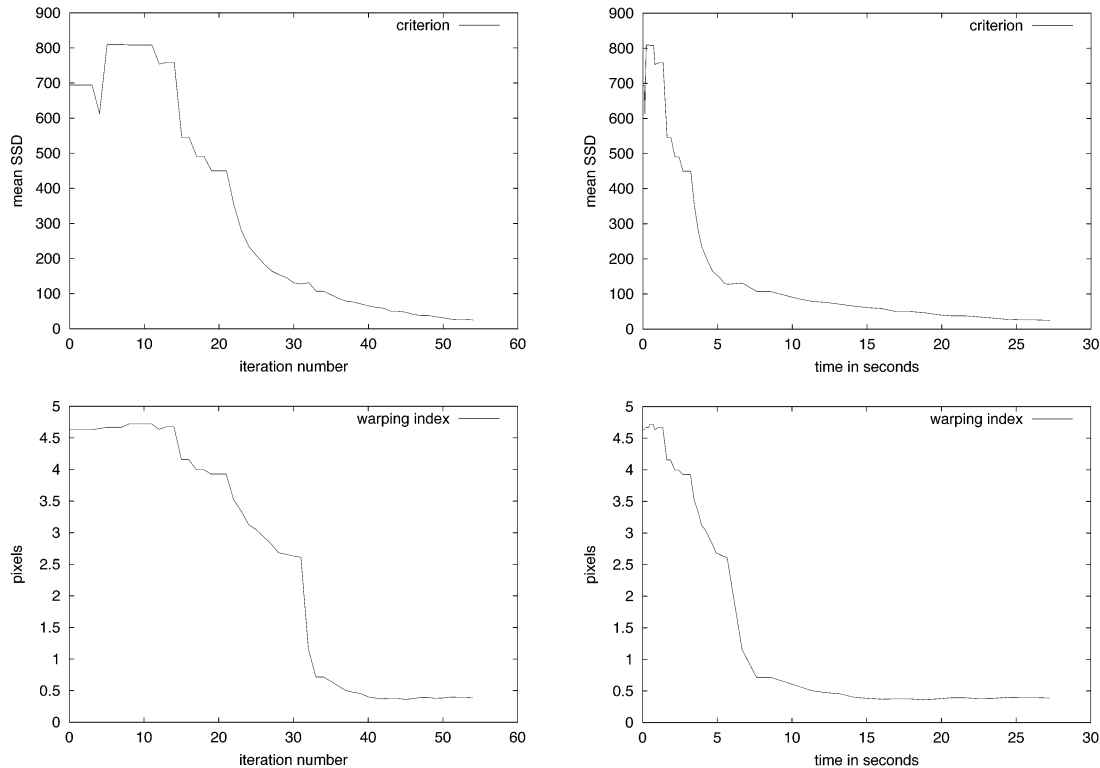 900
800
700
600
500
400
300
200
100
0
mean SSD
criterion
0 10 20 30 40 50 60
iteration number
900
800
700
600
500
400
300
200
100
0
mean SSD
criterion
0 5 10 15 20 25 30
time in seconds
5
4.5
4
3.5
3
2.5
2
1.5
1
0.5
0
pixels
warping index
0 10 20 30 40 50 60
iteration number
5
4.5
4
3.5
3
2.5
2
1.5
1
0.5
0
pixels
warping index
0 5 10 15 20 25 30
time in seconds